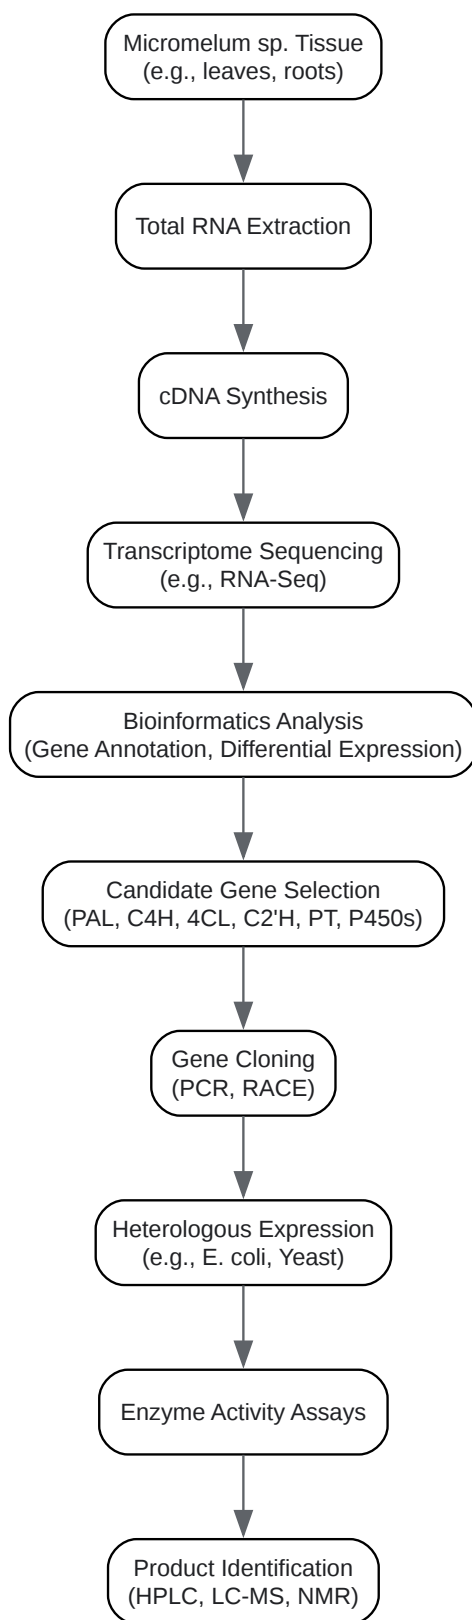 Micromelum sp. Tissue
(e.g., leaves, roots)
Total RNA Extraction
cDNA Synthesis
Transcriptome Sequencing
(e.g., RNA-Seq)
Bioinformatics Analysis
(Gene Annotation, Differential Expression)
Candidate Gene Selection
(PAL, C4H, 4CL, C2'H, PT, P450s)
Gene Cloning
(PCR, RACE)
Heterologous Expression
(e.g., E. coli, Yeast)
Enzyme Activity Assays
Product Identification
(HPLC, LC-MS, NMR)